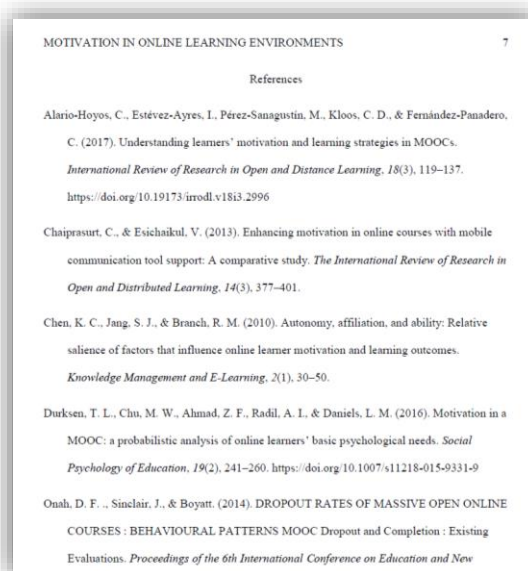 MOTIVATION IN ONLINE LEARNING ENVIRONMENTS 7
References
Alario-Hoyos, C., Estévez-Ayres, I., Pérez-Sanagustín, M., Kloos, C. D., & Fernández-Panadero,
C. (2017). Understanding learners' motivation and learning strategies in MOOCs.
International Review of Research in Open and Distance Learning, 18(3), 119–137.
https://doi.org/10.19173/irrodl.v18i3.2996
Chaiprasurt, C., & Esichaikul, V. (2013). Enhancing motivation in online courses with mobile
communication tool support: A comparative study. The International Review of Research in
Open and Distributed Learning, 14(3), 377–401.
Chen, K. C., Jang, S. J., & Branch, R. M. (2010). Autonomy, affiliation, and ability: Relative
salience of factors that influence online learner motivation and learning outcomes.
Knowledge Management and E-Learning, 2(1), 30–50.
Durksen, T. L., Chu, M. W., Ahmad, Z. F., Radil, A. I., & Daniels, L. M. (2016). Motivation in a
MOOC: a probabilistic analysis of online learners' basic psychological needs. Social
Psychology of Education, 19(2), 241–260. https://doi.org/10.1007/s11218-015-9331-9
Onah, D. F. ., Sinclair, J., & Boyatt. (2014). DROPOUT RATES OF MASSIVE OPEN ONLINE
COURSES : BEHAVIOURAL PATTERNS MOOC Dropout and Completion : Existing
Evaluations. Proceedings of the 6th International Conference on Education and New